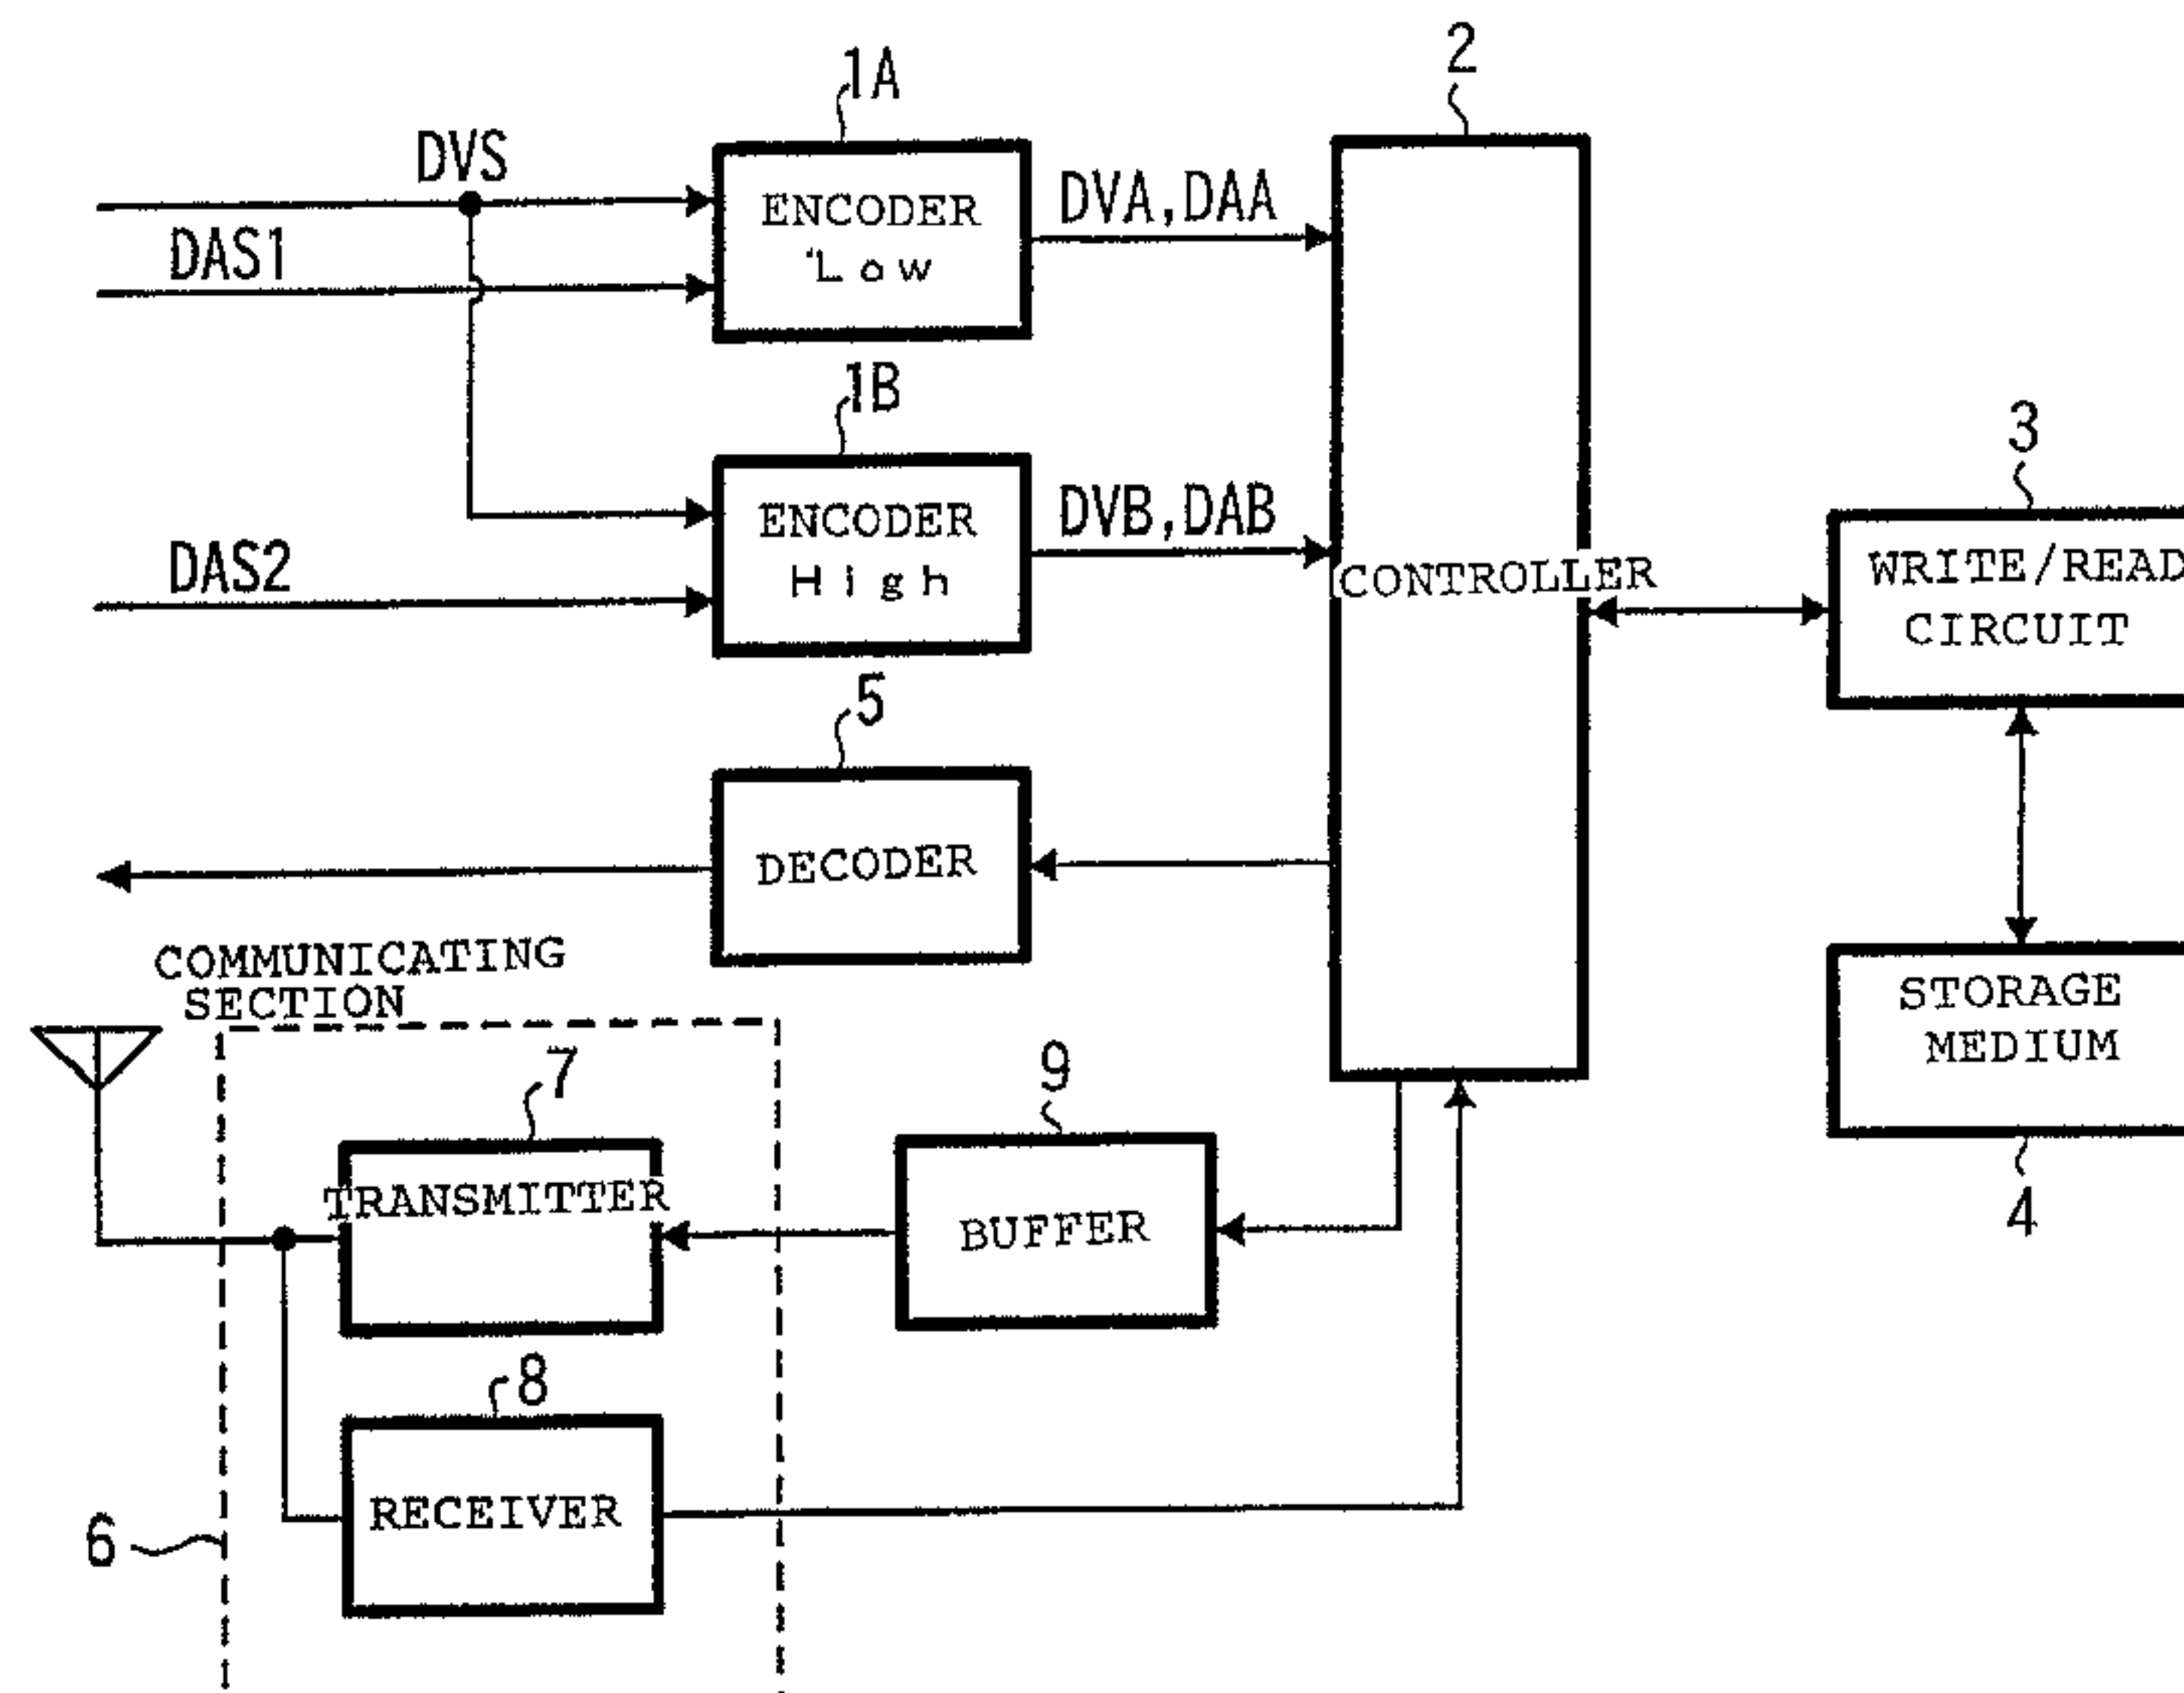 2
1A
DVS
ENCODER
Low
DVA,DAA
DAS1
1B
ENCODER
High
DVB,DAB
DAS2
CONTROLLER
3
WRITE/READ
CIRCUIT
5
DECODER
COMMUNICATING
SECTION
STORAGE
MEDIUM
4
7
TRANSMITTER
9
BUFFER
8
RECEIVER
6